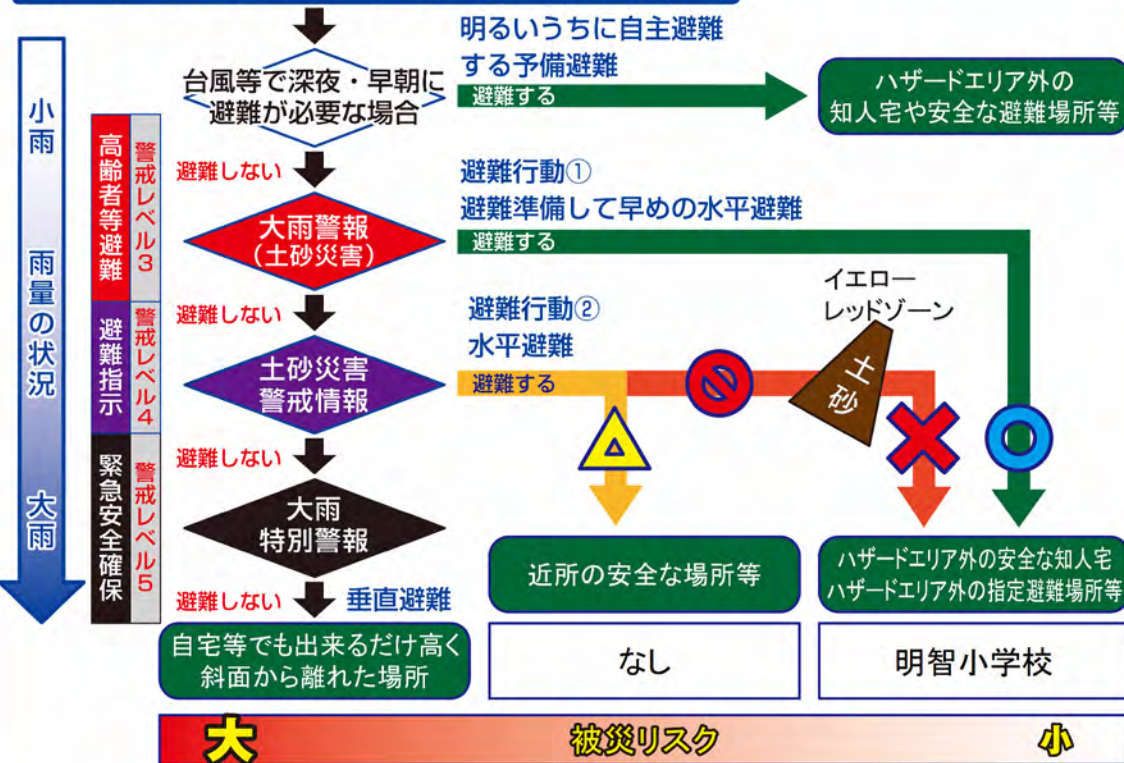 明るいうちに自主避難
する予備避難
台風等で深夜・早朝に
避難が必要な場合
避難する
ハザードエリア外の
知人宅や安全な避難場所等
小雨 雨量の状況 大雨
高齢者等避難
警戒レベル3
避難しない
避難行動①
避難準備して早めの水平避難
大雨警報
(土砂災害)
避難する
イエロー
レッドゾーン
避難指示
警戒レベル4
避難しない
避難行動②
水平避難
土砂災害
警戒情報
避難する
土砂
緊急安全確保
警戒レベル5
避難しない
大雨
特別警報
近所の安全な場所等
ハザードエリア外の安全な知人宅
ハザードエリア外の指定避難場所等
避難しない
垂直避難
自宅等でも出来るだけ高く
斜面から離れた場所
なし
明智小学校
大
被災リスク
小